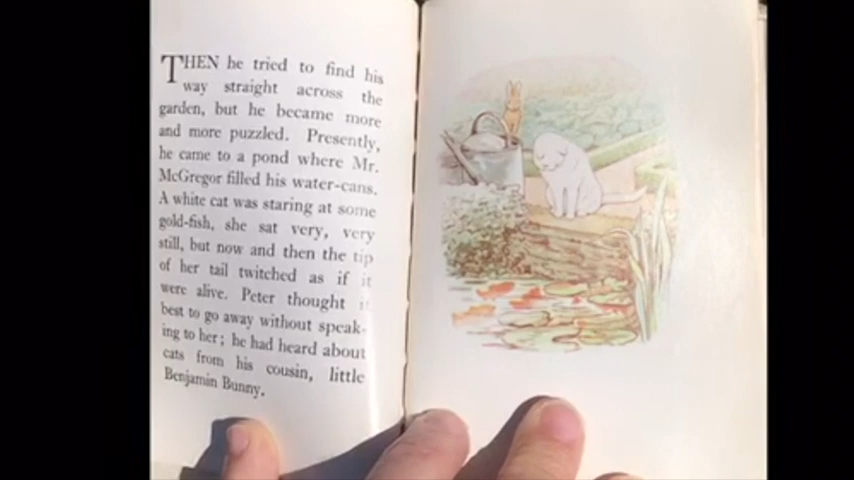 THEN he tried to find his
way straight across the
garden, but he became more
and more puzzled. Presently,
he came to a pond where Mr.
McGregor filled his water-cans.
A white cat was staring at some
gold-fish, she sat very, very
still, but now and then the tip
of her tail twitched as if it
were alive. Peter thought it
best to go away without speak-
ing to her; he had heard about
cats from his cousin, little
Benjamin Bunny.